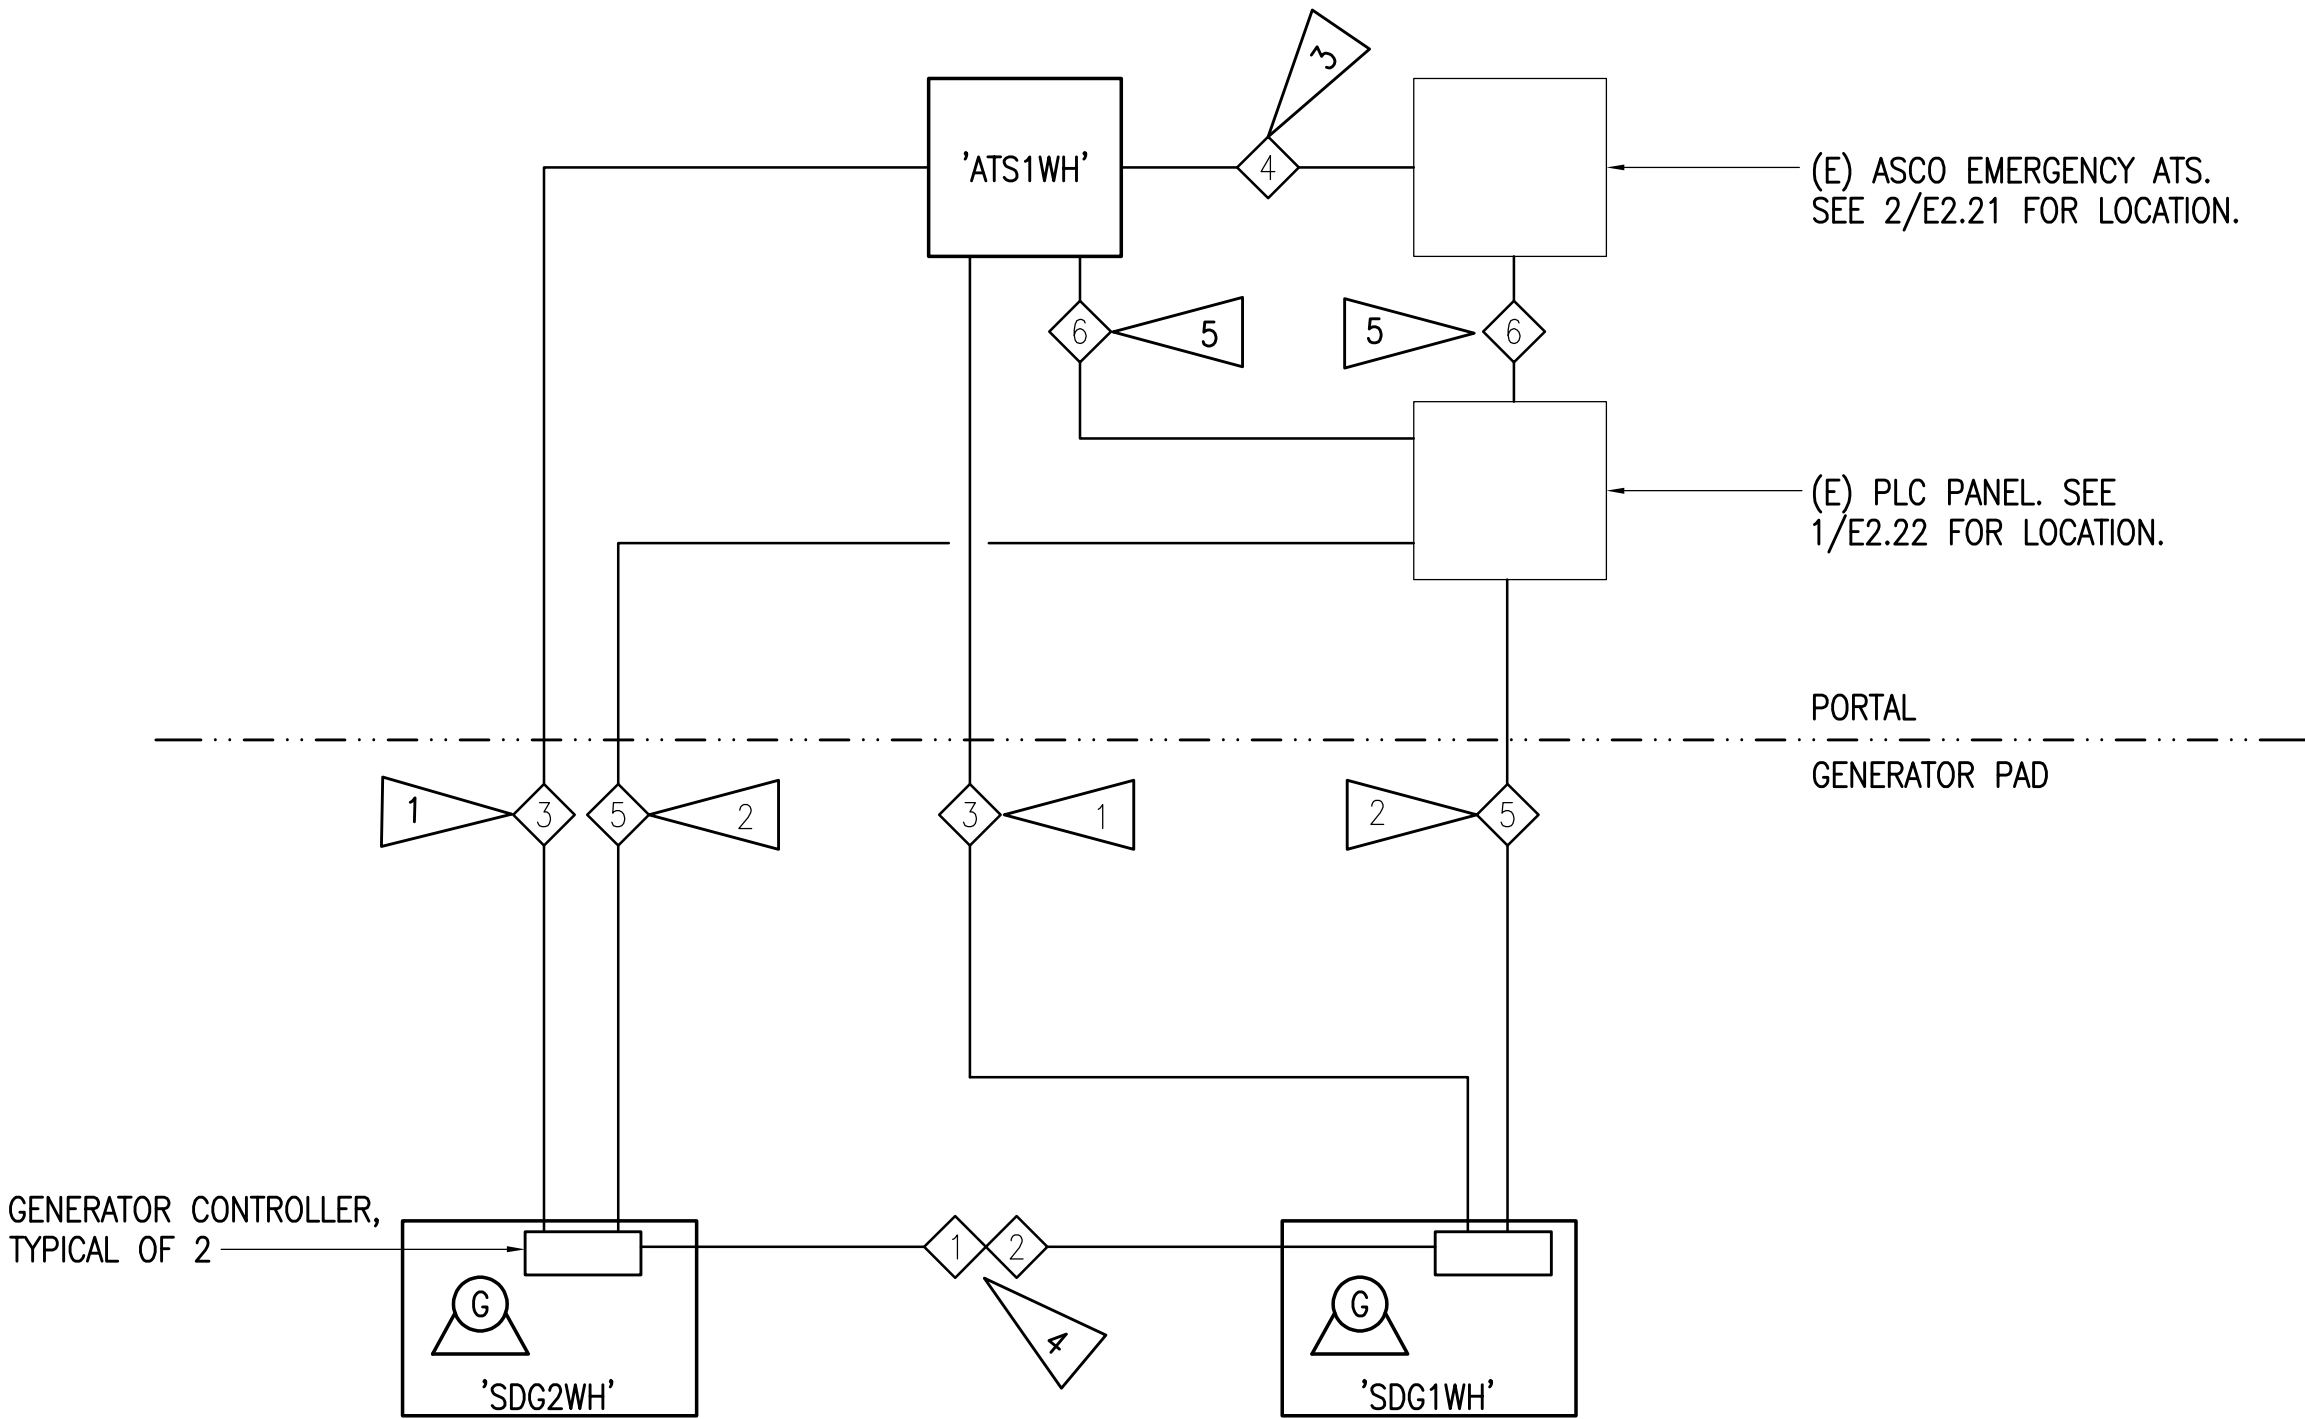 3
'ATS1WH'
4
(E) ASCO EMERGENCY ATS.
SEE 2/E2.21 FOR LOCATION.
6
5
5
6
(E) PLC PANEL. SEE
1/E2.22 FOR LOCATION.
PORTAL
GENERATOR PAD
1
3
5
2
3
1
2
5
GENERATOR CONTROLLER,
TYPICAL OF 2
1
2
4
G
G
'SDG2WH'
'SDG1WH'